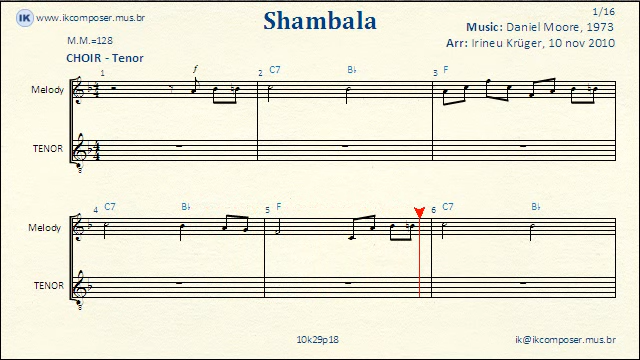 IK www.ikcomposer.mus.br
Shambala
1/16
Music: Daniel Moore, 1973
Arr: Irineu Krüger, 10 nov 2010
M.M.=128
CHOIR - Tenor
1 f 2 C7 B♭ 3 F
Melody
TENOR
4 C7 B♭ 5 F 6 C7 B♭
Melody
TENOR
10k29p18
ik@ikcomposer.mus.br